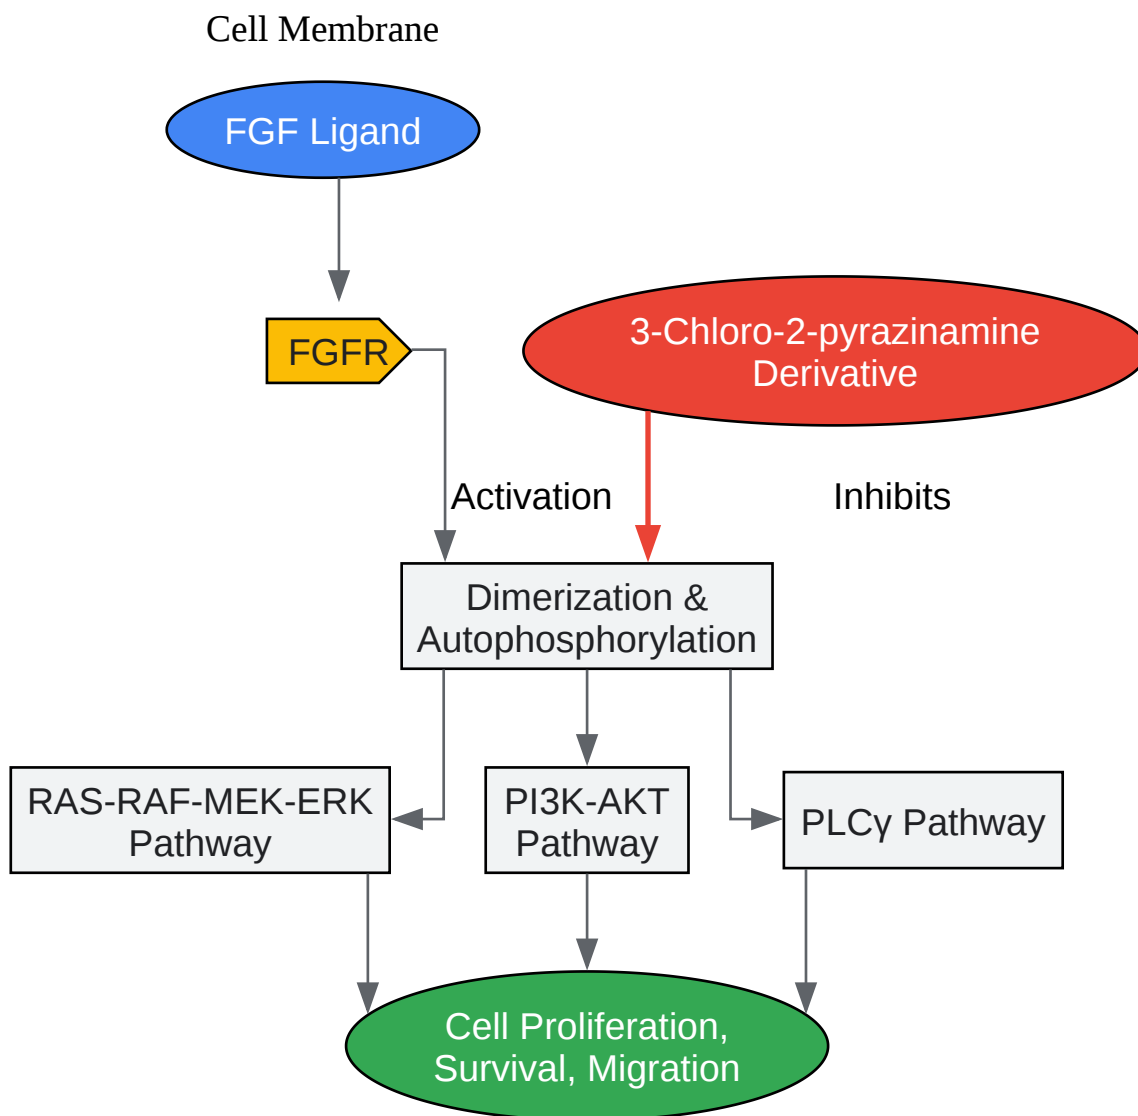 Cell Membrane
FGF Ligand
FGFR
3-Chloro-2-pyrazinamine
Derivative
Activation
Inhibits
Dimerization &
Autophosphorylation
RAS-RAF-MEK-ERK
Pathway
PI3K-AKT
Pathway
PLCγ Pathway
Cell Proliferation,
Survival, Migration